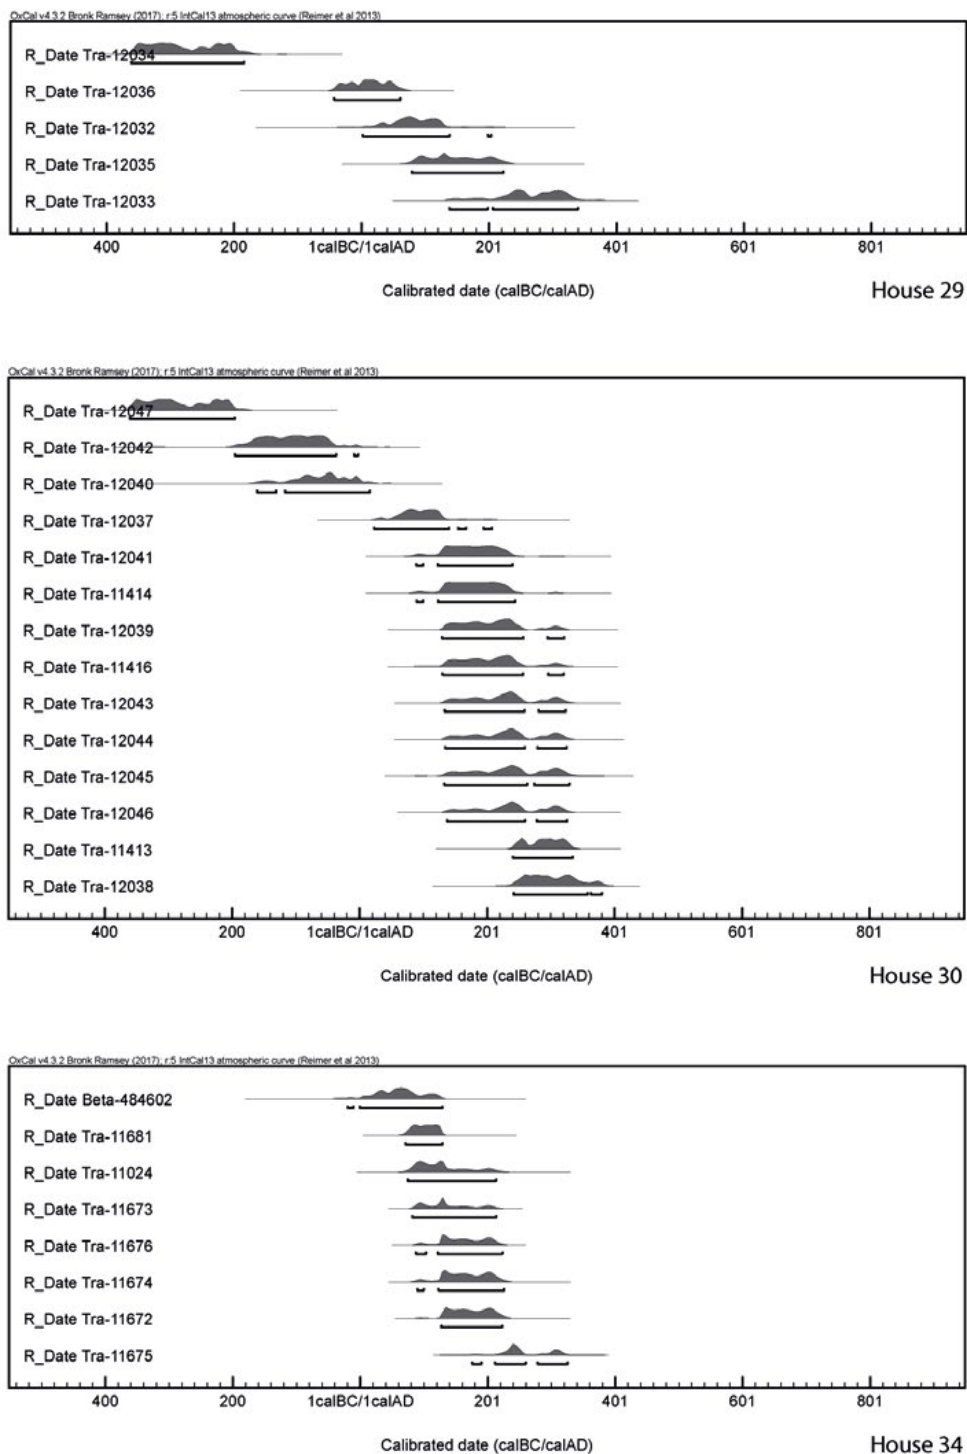 OxCal v4.3.2 Bronk Ramsey (2017); r:5 IntCal13 atmospheric curve (Reimer et al 2013)
R_Date Tra-12034
R_Date Tra-12036
R_Date Tra-12032
R_Date Tra-12035
R_Date Tra-12033
400 200 1calBC/1calAD 201 401 601 801
Calibrated date (calBC/calAD)
House 29
OxCal v4.3.2 Bronk Ramsey (2017); r:5 IntCal13 atmospheric curve (Reimer et al 2013)
R_Date Tra-12047
R_Date Tra-12042
R_Date Tra-12040
R_Date Tra-12037
R_Date Tra-12041
R_Date Tra-11414
R_Date Tra-12039
R_Date Tra-11416
R_Date Tra-12043
R_Date Tra-12044
R_Date Tra-12045
R_Date Tra-12046
R_Date Tra-11413
R_Date Tra-12038
400 200 1calBC/1calAD 201 401 601 801
Calibrated date (calBC/calAD)
House 30
OxCal v4.3.2 Bronk Ramsey (2017); r:5 IntCal13 atmospheric curve (Reimer et al 2013)
R_Date Beta-484602
R_Date Tra-11681
R_Date Tra-11024
R_Date Tra-11673
R_Date Tra-11676
R_Date Tra-11674
R_Date Tra-11672
R_Date Tra-11675
400 200 1calBC/1calAD 201 401 601 801
Calibrated date (calBC/calAD)
House 34